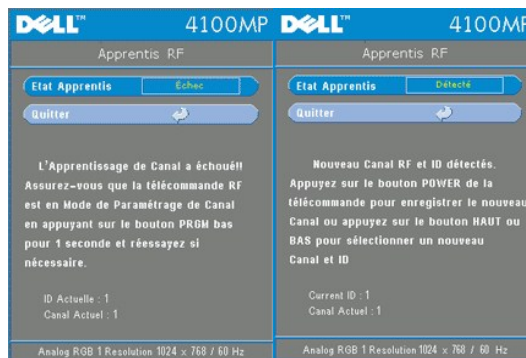 DELL™ 4100MP
Apprentis RF
Etat Apprentis Échec
Quitter
L'Apprentissage de Canal a échoué!!
Assurez-vous que la télécommande RF
est en Mode de Paramétrage de Canal
en appuyant sur le bouton PRGM bas
pour 1 seconde et réessayez si
nécessaire.
ID Actuelle : 1
Canal Actuel : 1
Analog RGB 1 Resolution 1024 x 768 / 60 Hz
DELL™ 4100MP
Apprentis RF
Etat Apprentis Détecté
Quitter
Nouveau Canal RF et ID détectés.
Appuyez sur le bouton POWER de la
télécommande pour enregistrer le nouveau
Canal ou appuyez sur le bouton HAUT ou
BAS pour sélectionner un nouveau
Canal et ID
Current ID : 1
Canal Actuel : 1
Analog RGB 1 Resolution 1024 x 768 / 60 Hz